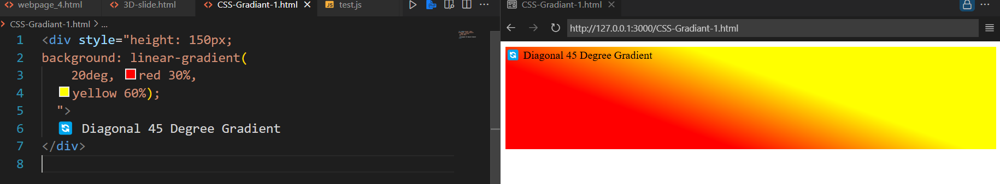 webpage_4.html 3D-slide.html CSS-Gradiant-1.html test.js
CSS-Gradiant-1.html > ...
1 <div style="height: 150px;
2 background: linear-gradient(
3 20deg, red 30%,
4 yellow 60%);
5 ">
6 🔄 Diagonal 45 Degree Gradient
7 </div>
8
CSS-Gradiant-1.html
http://127.0.0.1:3000/CSS-Gradiant-1.html
🔄 Diagonal 45 Degree Gradient